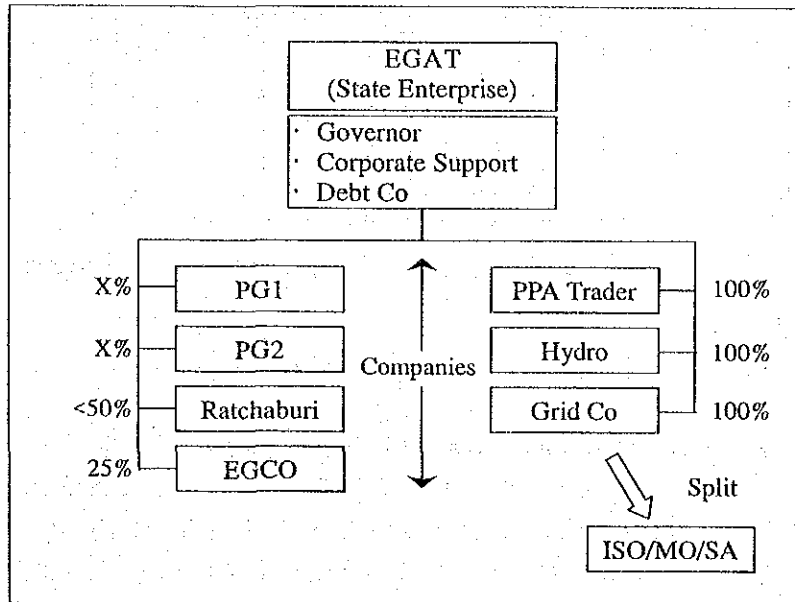 EGAT
(State Enterprise)
· Governor
· Corporate Support
· Debt Co
X% PG1
X% PG2
<50% Ratchaburi
25% EGCO
Companies
PPA Trader 100%
Hydro 100%
Grid Co 100%
Split
ISO/MO/SA